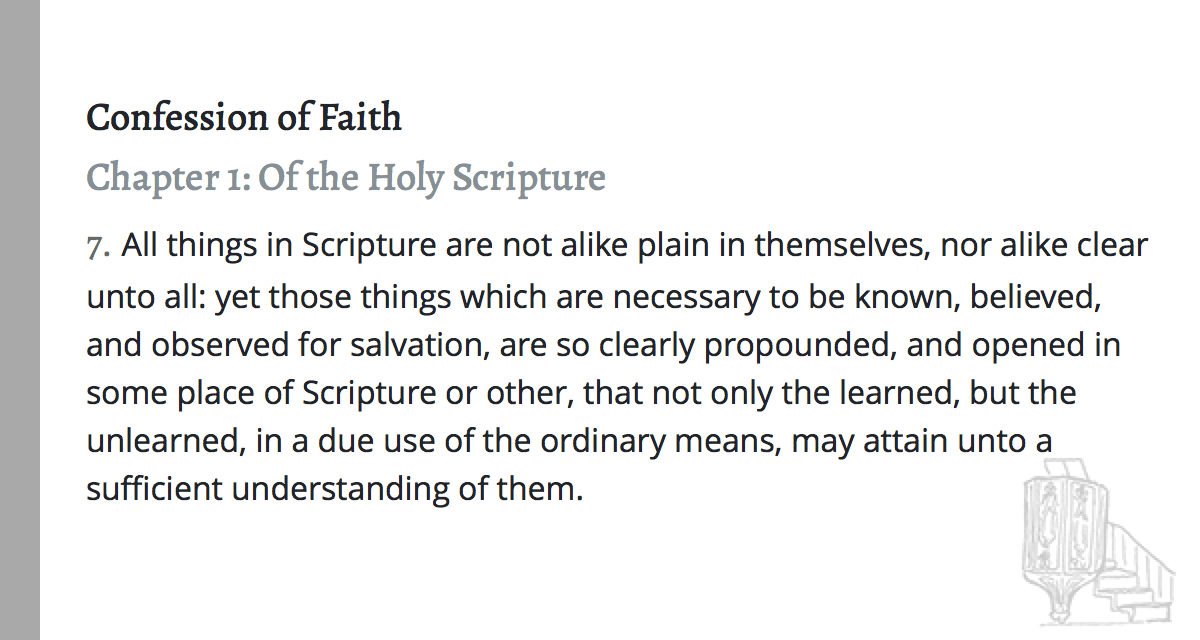 Confession of Faith
Chapter 1: Of the Holy Scripture
7. All things in Scripture are not alike plain in themselves, nor alike clear
unto all: yet those things which are necessary to be known, believed,
and observed for salvation, are so clearly propounded, and opened in
some place of Scripture or other, that not only the learned, but the
unlearned, in a due use of the ordinary means, may attain unto a
sufficient understanding of them.